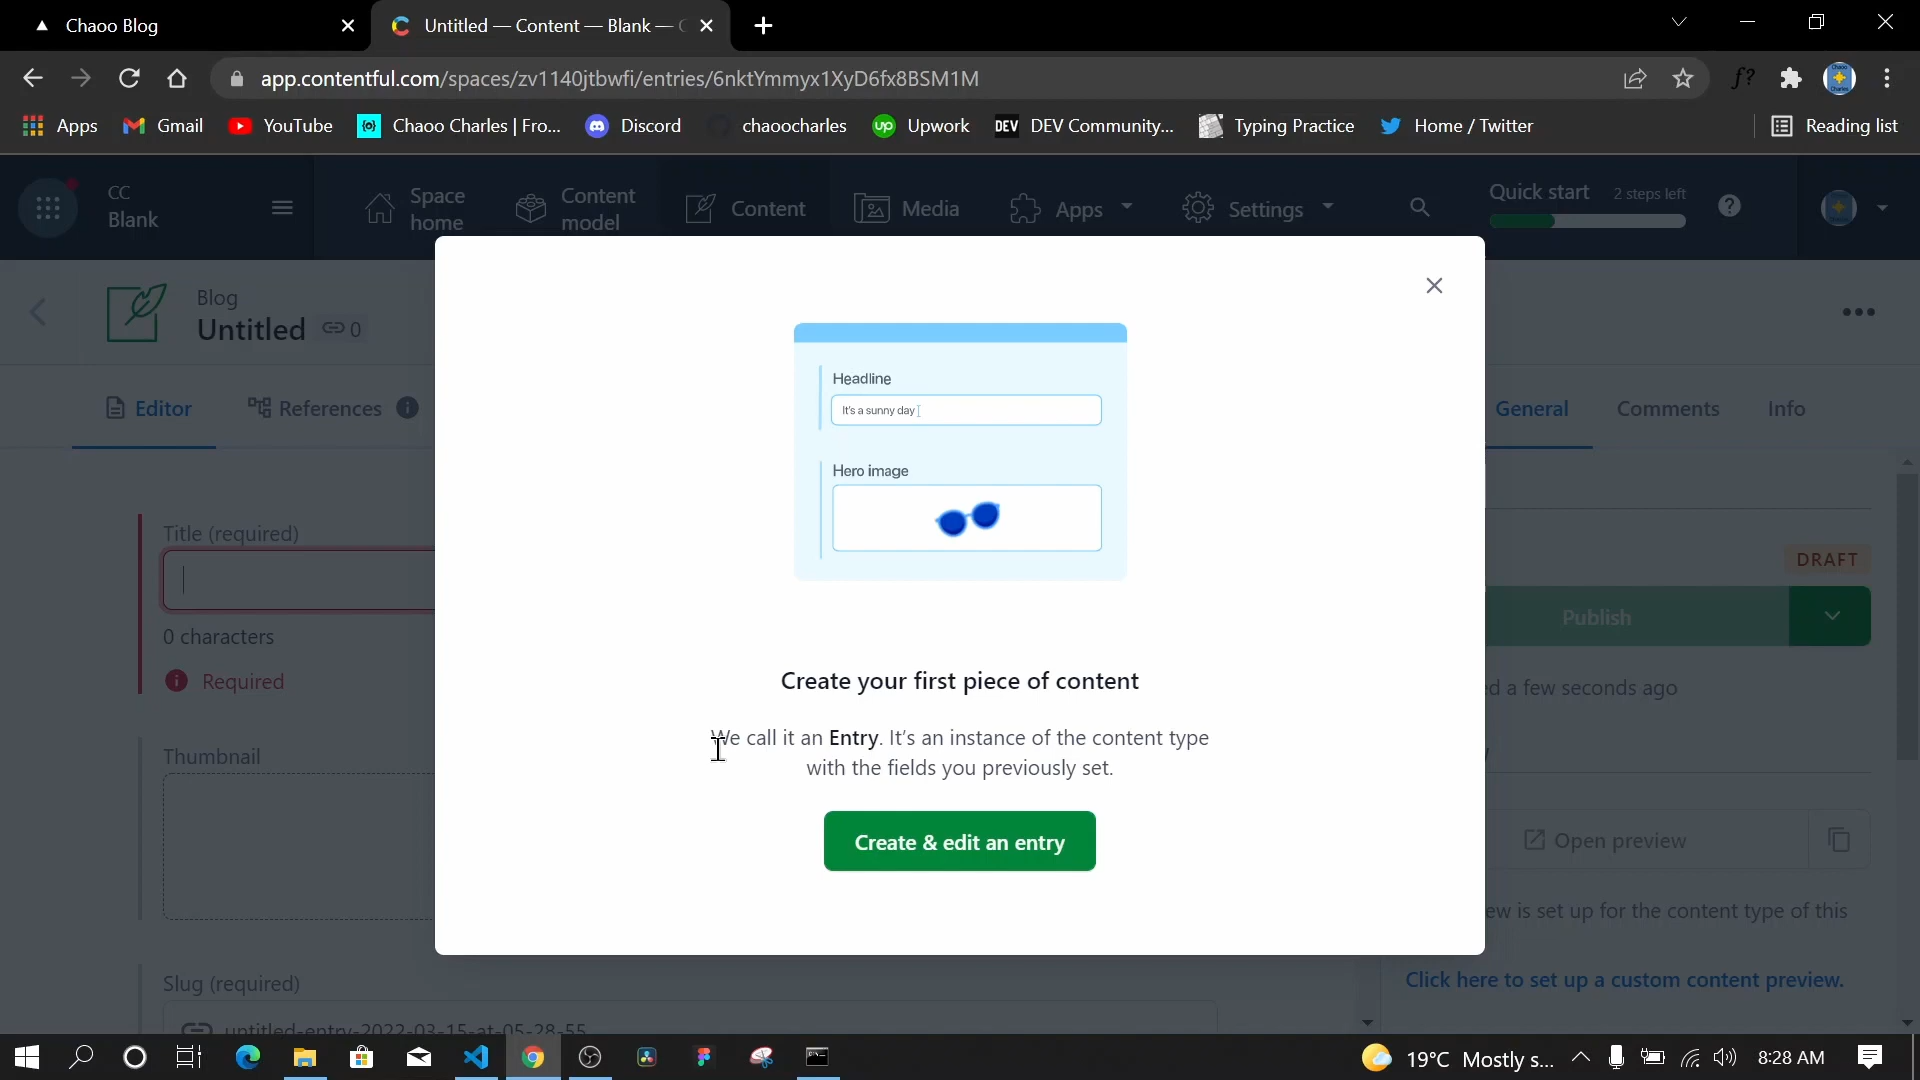 Chaoo Blog
Untitled — Content — Blank —
app.contentful.com/spaces/zv1140jtbwfi/entries/6nktYmmyx1XyD6fx8BSM1M
f?
Apps
Gmail
YouTube
Chaoo Charles | Fro...
Discord
chaoocharles
up
Upwork
DEV
DEV Community...
Typing Practice
Home / Twitter
Reading list
CC
Blank
Space
home
Content
model
Content
Media
Apps
Settings
Quick start
2 steps left
Blog
Untitled
0
Editor
References
General
Comments
Info
Headline
It's a sunny day
Hero image
Title (required)
0 characters
Required
DRAFT
Publish
d a few seconds ago
Create your first piece of content
We call it an Entry. It's an instance of the content type
with the fields you previously set.
Create & edit an entry
Thumbnail
Open preview
ew is set up for the content type of this
Click here to set up a custom content preview.
Slug (required)
untitled-entry-2022-03-15-at-05-28-55
19°C Mostly s...
8:28 AM